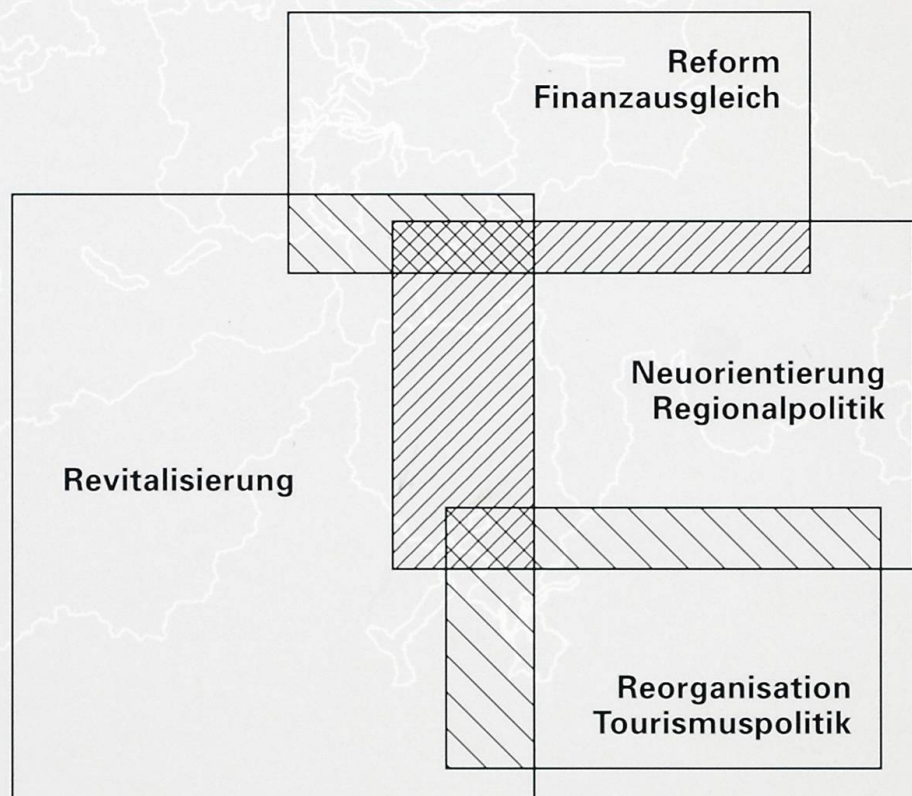 Reform
Finanzausgleich
Neuorientierung
Regionalpolitik
Revitalisierung
Reorganisation
Tourismuspolitik